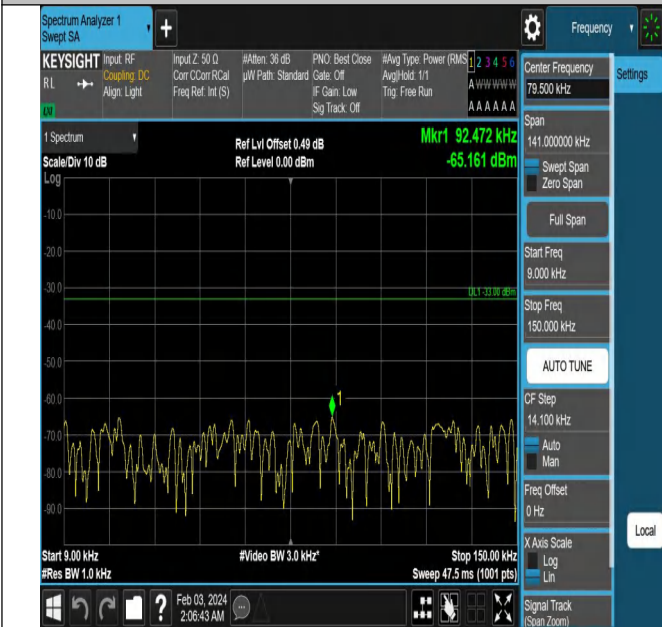 Spectrum Analyzer 1
Swept SA
Frequency
KEYSIGHT
RL
Input: RF
Coupling: DC
Align: Light
Input Z: 50 Ω
Corr CCorr RCal
Freq Ref: Int (S)
#Atten: 36 dB
µW Path: Standard
PNO: Best Close
Gate: Off
IF Gain: Low
Sig Track: Off
#Avg Type: Power (RMS
Avg|Hold: 1/1
Trig: Free Run
1 2 3 4 5 6
A W W W W W
A A A A A A
1 Spectrum
Scale/Div 10 dB
Log
Ref Lvl Offset 0.49 dB
Ref Level 0.00 dBm
Mkr1 92.472 kHz
-65.161 dBm
-10.0
-20.0
-30.0
DL1 -33.00 dBm
-40.0
-50.0
-60.0
1
-70.0
-80.0
-90.0
Start 9.00 kHz
#Res BW 1.0 kHz
#Video BW 3.0 kHz*
Stop 150.00 kHz
Sweep 47.5 ms (1001 pts)
Feb 03, 2024
2:06:43 AM
?
Center Frequency
79.500 kHz
Settings
Span
141.000000 kHz
Swept Span
Zero Span
Full Span
Start Freq
9.000 kHz
Stop Freq
150.000 kHz
AUTO TUNE
CF Step
14.100 kHz
Auto
Man
Freq Offset
0 Hz
X Axis Scale
Log
Lin
Local
Signal Track
(Span Zoom)